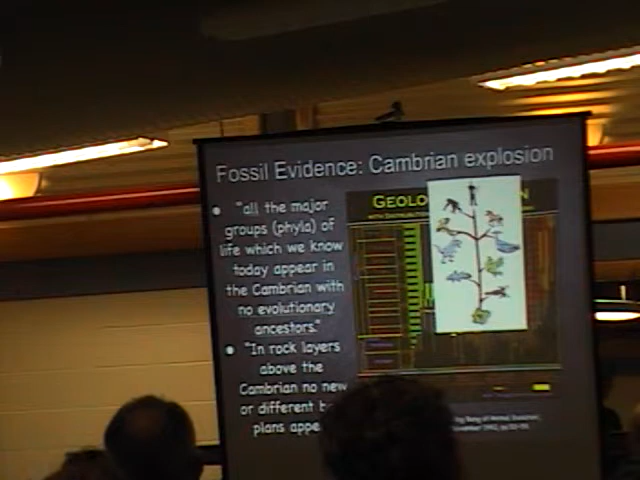 Fossil Evidence: Cambrian explosion
"all the major
groups (phyla) of
life which we know
today appear in
the Cambrian with
no evolutionary
ancestors."
"In rock layers
above the
Cambrian no new
or different b
plans appe
GEOLO N